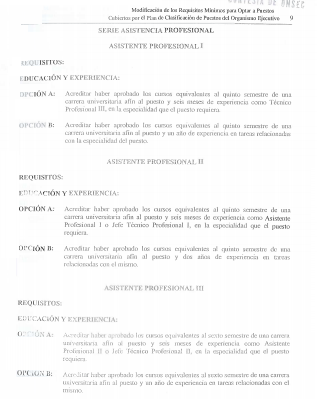 CORTESIA DE ONSEC
Modificación de los Requisitos Mínimos para Optar a Puestos
Cubiertos por el Plan de Clasificación de Puestos del Organismo Ejecutivo 9
SERIE ASISTENCIA PROFESIONAL
ASISTENTE PROFESIONAL I
REQUISITOS:
EDUCACIÓN Y EXPERIENCIA:
OPCIÓN A: Acreditar haber aprobado los cursos equivalentes al quinto semestre de una
carrera universitaria afín al puesto y seis meses de experiencia como Técnico
Profesional III, en la especialidad que el puesto requiera.
OPCIÓN B: Acreditar haber aprobado los cursos equivalentes al quinto semestre de una
carrera universitaria afín al puesto y un año de experiencia en tareas relacionadas
con la especialidad del puesto.
ASISTENTE PROFESIONAL II
REQUISITOS:
EDUCACIÓN Y EXPERIENCIA:
OPCIÓN A: Acreditar haber aprobado los cursos equivalentes al quinto semestre de una
carrera universitaria afín al puesto y seis meses de experiencia como Asistente
Profesional I o Jefe Técnico Profesional I, en la especialidad que el puesto
requiera.
OPCIÓN B: Acreditar haber aprobado los cursos equivalentes al quinto semestre de una
carrera universitaria afín al puesto y dos años de experiencia en tareas
relacionadas con el mismo.
ASISTENTE PROFESIONAL III
REQUISITOS:
EDUCACIÓN Y EXPERIENCIA:
OPCIÓN A: Acreditar haber aprobado los cursos equivalentes al sexto semestre de una carrera
universitaria afín al puesto y seis meses de experiencia como Asistente
Profesional II o Jefe Técnico Profesional II, en la especialidad que el puesto
requiera.
OPCIÓN B: Acreditar haber aprobado los cursos equivalentes al sexto semestre de una carrera
universitaria afín al puesto y un año de experiencia en tareas relacionadas con el
mismo.